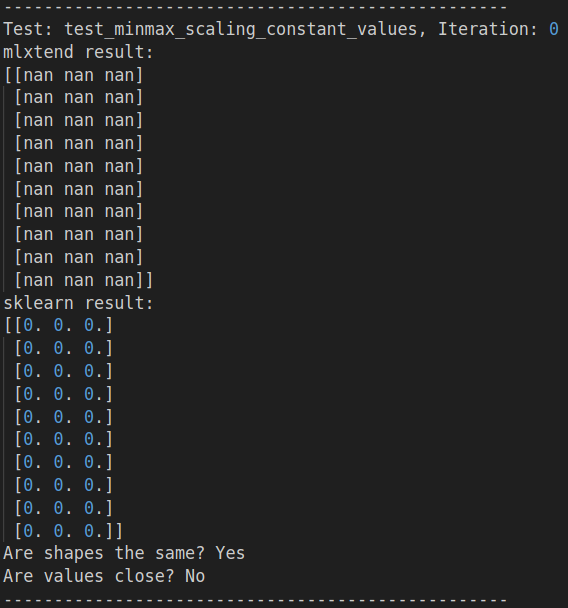 --------------------------------------------------
Test: test_minmax_scaling_constant_values, Iteration: 0
mlxtend result:
[[nan nan nan]
 [nan nan nan]
 [nan nan nan]
 [nan nan nan]
 [nan nan nan]
 [nan nan nan]
 [nan nan nan]
 [nan nan nan]
 [nan nan nan]
 [nan nan nan]]
sklearn result:
[[0. 0. 0.]
 [0. 0. 0.]
 [0. 0. 0.]
 [0. 0. 0.]
 [0. 0. 0.]
 [0. 0. 0.]
 [0. 0. 0.]
 [0. 0. 0.]
 [0. 0. 0.]
 [0. 0. 0.]]
Are shapes the same? Yes
Are values close? No
--------------------------------------------------